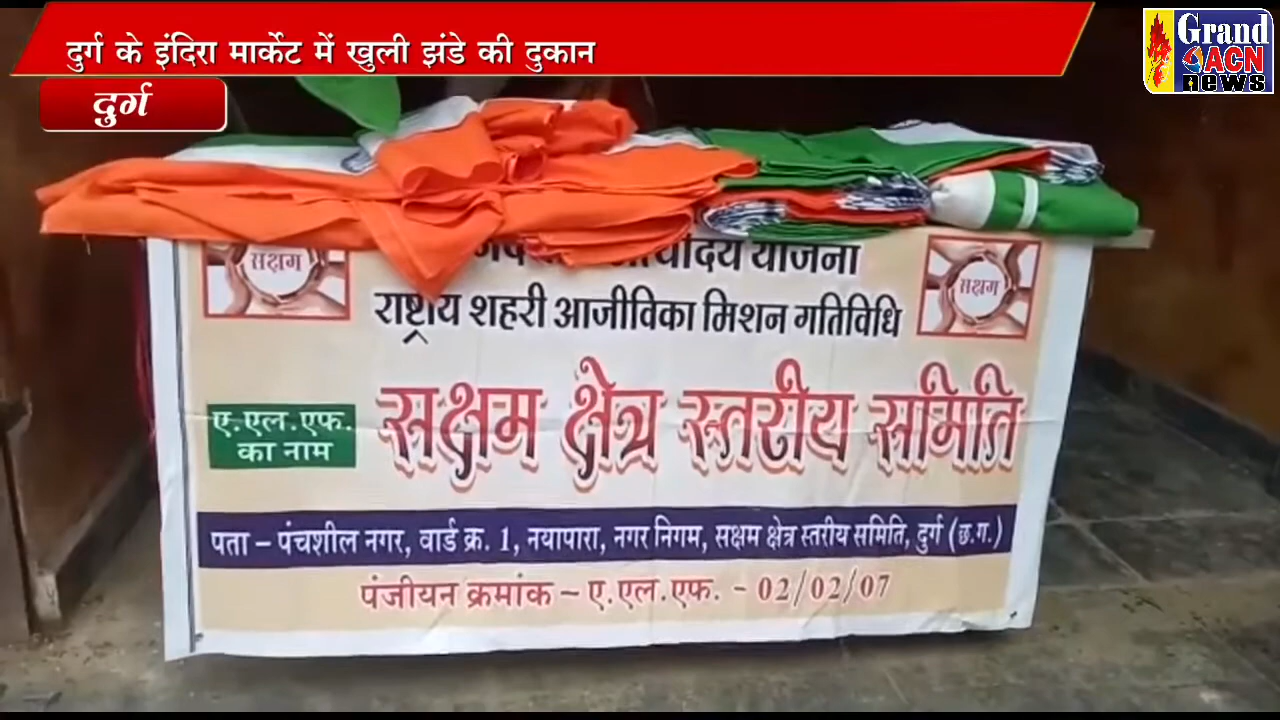 दुर्ग के इंदिरा मार्केट में खुली झंडे की दुकान
Grand
ACN
news
दुर्ग
योजना
सक्षम
सक्षम
राष्ट्रीय शहरी आजीविका मिशन गतिविधि
ए.एल.एफ.
का नाम
सक्षम क्षेत्र स्तरीय समिति
पता – पंचशील नगर, वार्ड क्र. 1, नयापारा, नगर निगम, सक्षम क्षेत्र स्तरीय समिति, दुर्ग (छ.ग.)
पंजीयन क्रमांक – ए.एल.एफ. - 02/02/07